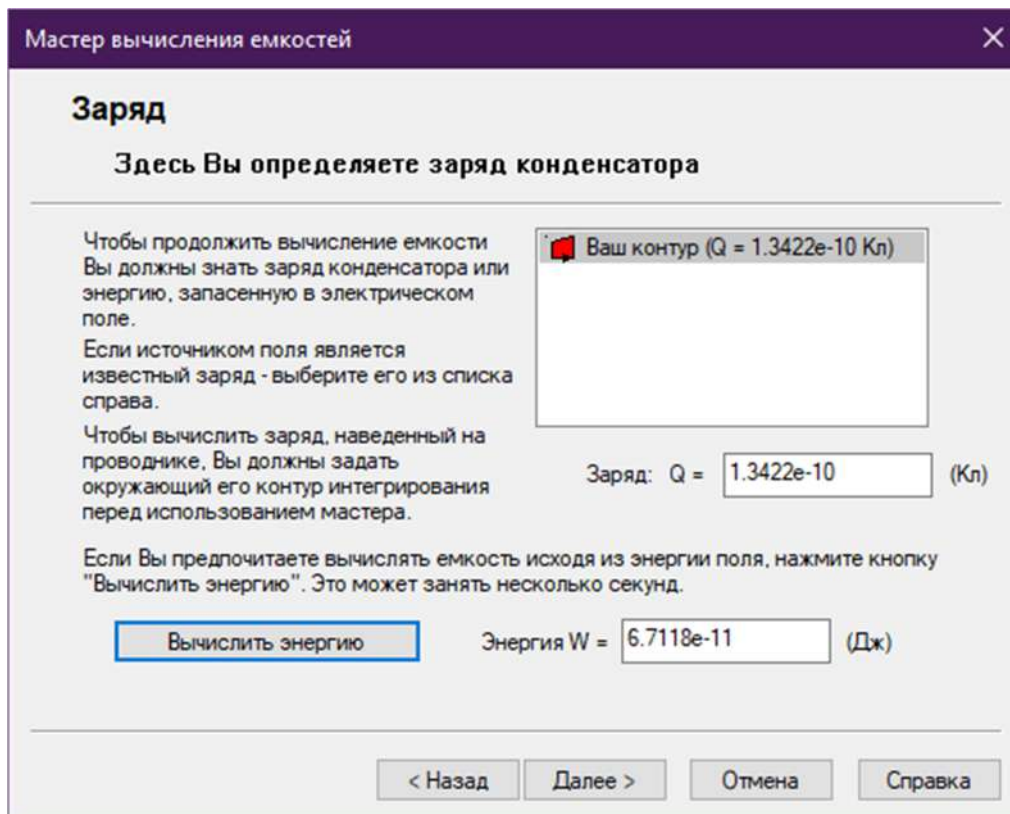 Мастер вычисления емкостей
Заряд
Здесь Вы определяете заряд конденсатора
Чтобы продолжить вычисление емкости
Вы должны знать заряд конденсатора или
энергию, запасенную в электрическом
поле.
Если источником поля является
известный заряд - выберите его из списка
справа.
Чтобы вычислить заряд, наведенный на
проводнике, Вы должны задать
окружающий его контур интегрирования
перед использованием мастера.
Ваш контур (Q = 1.3422e-10 Кл)
Заряд: Q = 1.3422e-10 (Кл)
Если Вы предпочитаете вычислять емкость исходя из энергии поля, нажмите кнопку
"Вычислить энергию". Это может занять несколько секунд.
Вычислить энергию Энергия W = 6.7118e-11 (Дж)
< Назад Далее > Отмена Справка